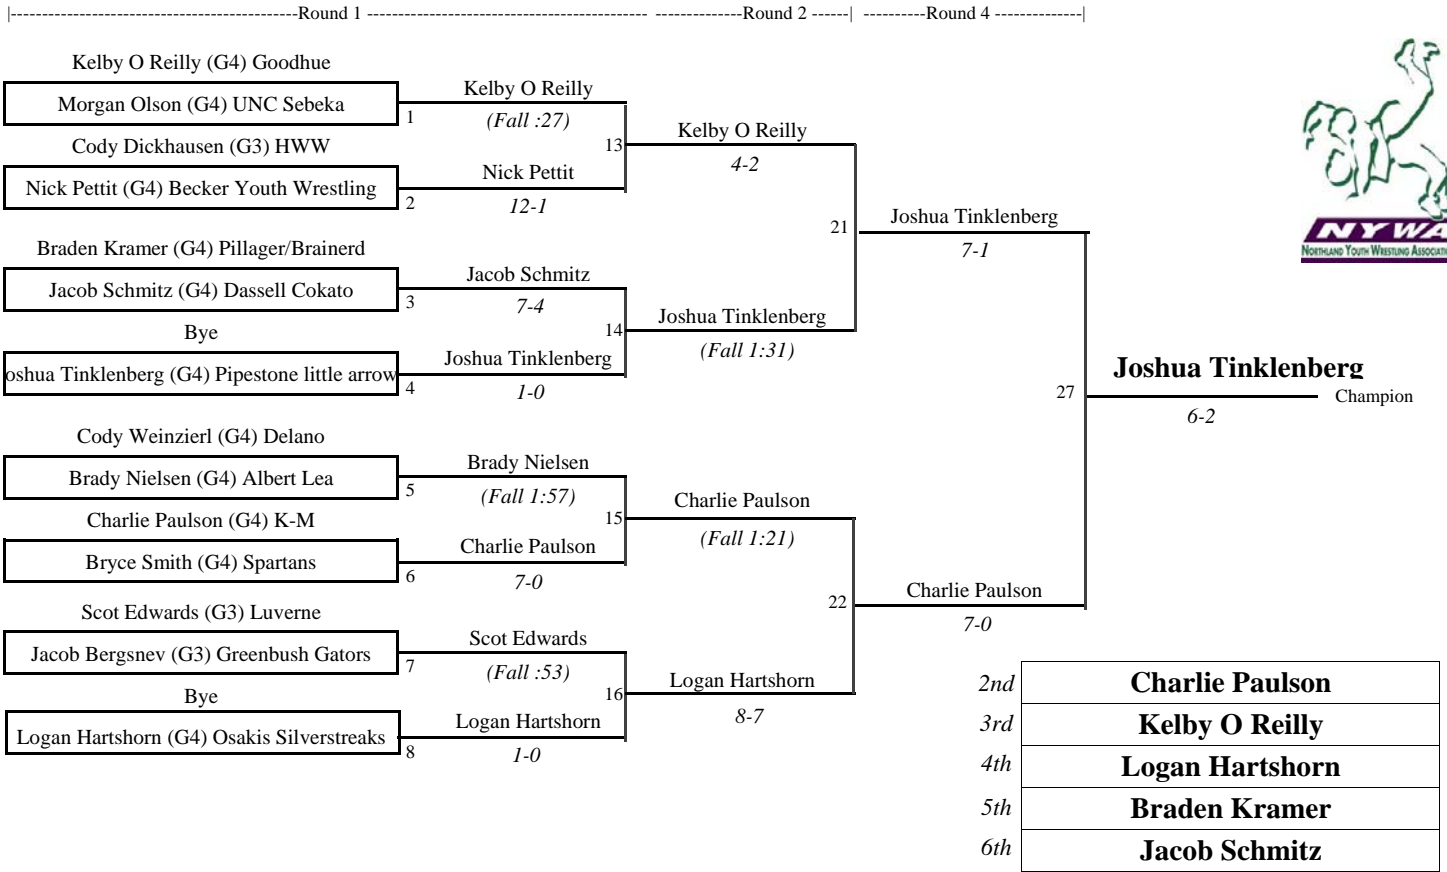 |----------------------------------------------Round 1 --------------------------------------------- --------------Round 2 ------| ----------Round 4 --------------|
Kelby O Reilly (G4) Goodhue
Morgan Olson (G4) UNC Sebeka
1
Kelby O Reilly
(Fall :27)
Cody Dickhausen (G3) HWW
Nick Pettit (G4) Becker Youth Wrestling
2
Nick Pettit
12-1
13
Kelby O Reilly
4-2
Braden Kramer (G4) Pillager/Brainerd
Jacob Schmitz (G4) Dassell Cokato
3
Jacob Schmitz
7-4
Bye
oshua Tinklenberg (G4) Pipestone little arrow
4
Joshua Tinklenberg
1-0
14
Joshua Tinklenberg
(Fall 1:31)
21
Joshua Tinklenberg
7-1
Cody Weinzierl (G4) Delano
Brady Nielsen (G4) Albert Lea
5
Brady Nielsen
(Fall 1:57)
Charlie Paulson (G4) K-M
Bryce Smith (G4) Spartans
6
Charlie Paulson
7-0
15
Charlie Paulson
(Fall 1:21)
Scot Edwards (G3) Luverne
Jacob Bergsnev (G3) Greenbush Gators
7
Scot Edwards
(Fall :53)
Bye
Logan Hartshorn (G4) Osakis Silverstreaks
8
Logan Hartshorn
1-0
16
Logan Hartshorn
8-7
22
Charlie Paulson
7-0
27
Joshua Tinklenberg
Champion
6-2
NYWA
Northland Youth Wrestling Associat
2nd Charlie Paulson
3rd Kelby O Reilly
4th Logan Hartshorn
5th Braden Kramer
6th Jacob Schmitz